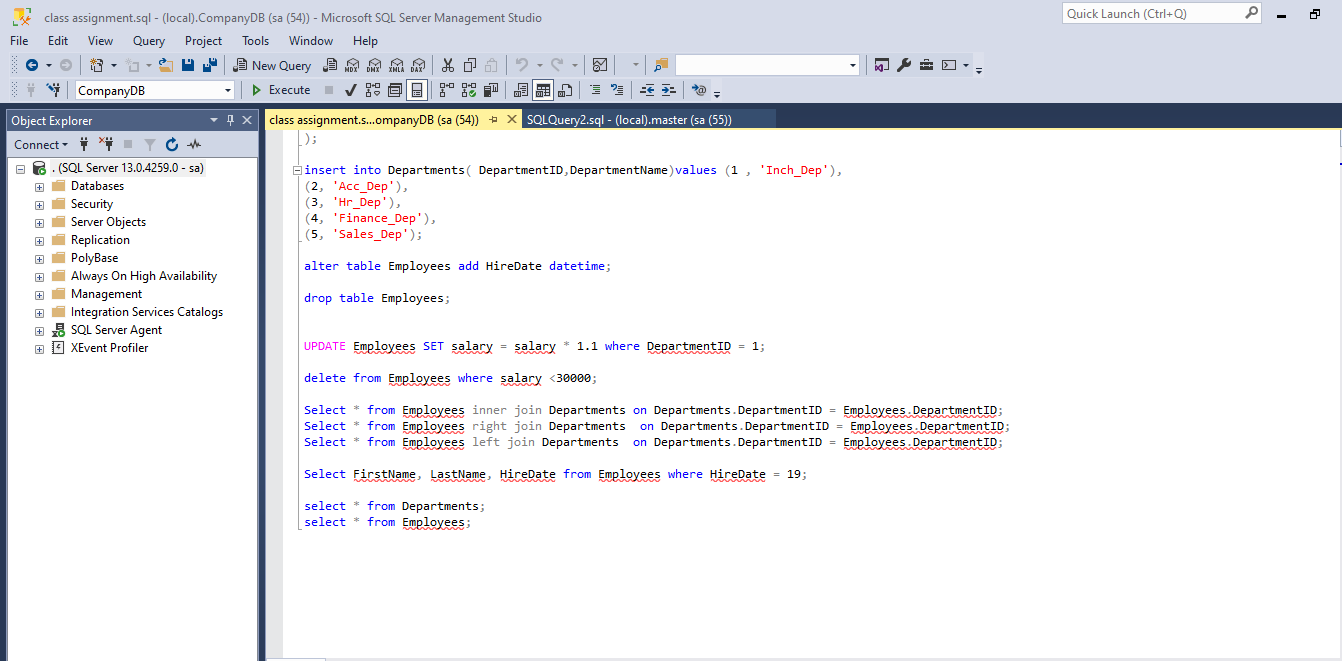 class assignment.sql - (local).CompanyDB (sa (54)) - Microsoft SQL Server Management Studio
Quick Launch (Ctrl+Q)
File Edit View Query Project Tools Window Help
New Query MDX DMX XMLA DAX
CompanyDB Execute
Object Explorer
class assignment.s...ompanyDB (sa (54)) SQLQuery2.sql - (local).master (sa (55))
Connect
. (SQL Server 13.0.4259.0 - sa)
Databases
Security
Server Objects
Replication
PolyBase
Always On High Availability
Management
Integration Services Catalogs
SQL Server Agent
XEvent Profiler
);
insert into Departments( DepartmentID,DepartmentName)values (1 , 'Inch_Dep'),
(2, 'Acc_Dep'),
(3, 'Hr_Dep'),
(4, 'Finance_Dep'),
(5, 'Sales_Dep');
alter table Employees add HireDate datetime;
drop table Employees;
UPDATE Employees SET salary = salary * 1.1 where DepartmentID = 1;
delete from Employees where salary <30000;
Select * from Employees inner join Departments on Departments.DepartmentID = Employees.DepartmentID;
Select * from Employees right join Departments  on Departments.DepartmentID = Employees.DepartmentID;
Select * from Employees left join Departments  on Departments.DepartmentID = Employees.DepartmentID;
Select FirstName, LastName, HireDate from Employees where HireDate = 19;
select * from Departments;
select * from Employees;